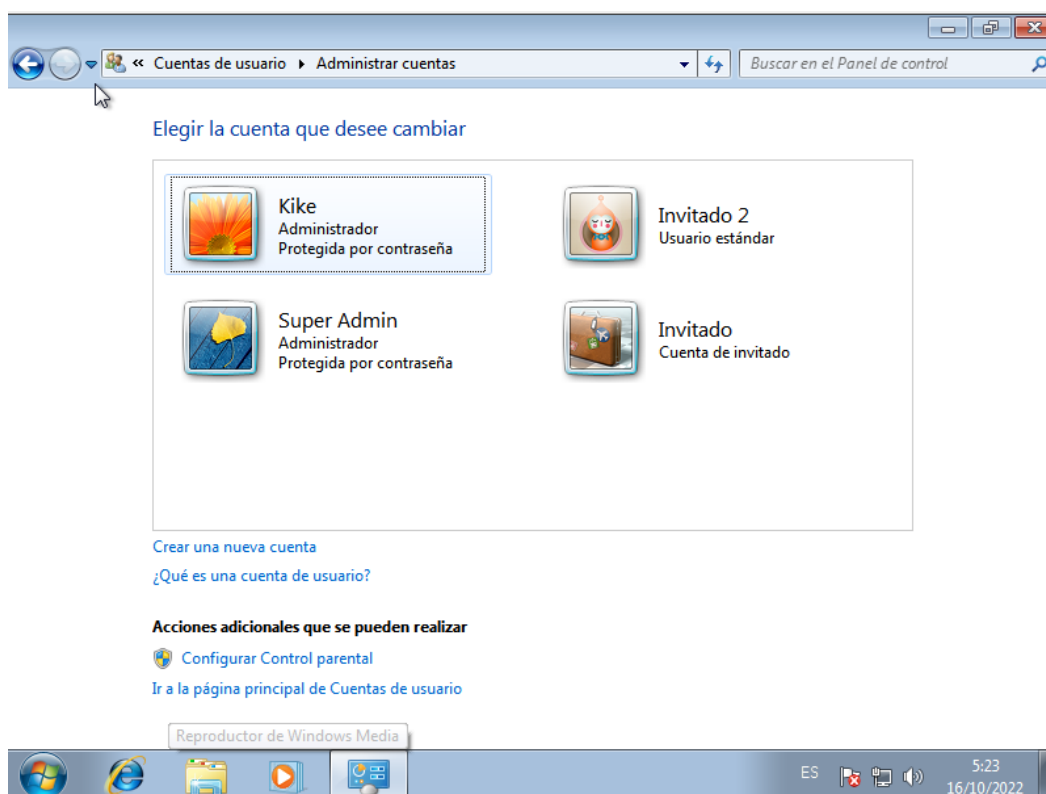 « Cuentas de usuario Administrar cuentas
Buscar en el Panel de control
Elegir la cuenta que desee cambiar
Kike
Administrador
Protegida por contraseña
Invitado 2
Usuario estándar
Super Admin
Administrador
Protegida por contraseña
Invitado
Cuenta de invitado
Crear una nueva cuenta
¿Qué es una cuenta de usuario?
Acciones adicionales que se pueden realizar
Configurar Control parental
Ir a la página principal de Cuentas de usuario
Reproductor de Windows Media
ES
5:23
16/10/2022